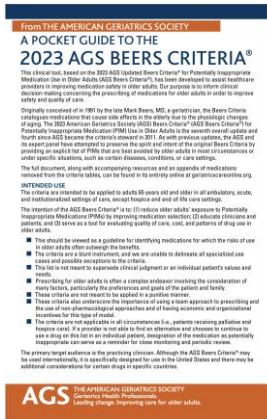 From THE AMERICAN GERIATRICS SOCIETY
A POCKET GUIDE TO THE
2023 AGS BEERS CRITERIA®
This clinical tool, based on the 2023 AGS Updated Beers Criteria® for Potentially Inappropriate
Medication Use in Older Adults (AGS Beers Criteria®), has been developed to assist healthcare
providers in improving medication safety in older adults. Our purpose is to inform clinical
decision-making concerning the prescribing of medications for older adults in order to improve
safety and quality of care.
Originally conceived of in 1991 by the late Mark Beers, MD, a geriatrician, the Beers Criteria
catalogues medications that cause side effects in the elderly due to the physiologic changes
of aging. The 2023 American Geriatrics Society (AGS) Beers Criteria® (AGS Beers Criteria®) for
Potentially Inappropriate Medication (PIM) Use in Older Adults is the seventh overall update and
fourth since AGS became the criteria's steward in 2011. As with previous updates, the AGS and
its expert panel have attempted to preserve the spirit and intent of the original Beers Criteria by
providing an explicit list of PIMs that are best avoided by older adults in most circumstances or
under specific situations, such as certain diseases, conditions, or care settings.
The full document, along with accompanying resources and an appendix of medications
removed from the criteria tables, can be found in its entirety online at geriatricscareonline.org.
INTENDED USE
The criteria are intended to be applied to adults 65 years old and older in all ambulatory, acute,
and institutionalized settings of care, except hospice and end-of-life care settings.
The intention of the AGS Beers Criteria® is to: (1) reduce older adults' exposure to Potentially
Inappropriate Medications (PIMs) by improving medication selection; (2) educate clinicians and
patients; and (3) serve as a tool for evaluating quality of care, cost, and patterns of drug use in
older adults.
■ This should be viewed as a guideline for identifying medications for which the risks of use
in older adults often outweigh the benefits.
■ The criteria are a blunt instrument, and we are unable to delineate all specialized use
cases and possible exceptions to the criteria.
■ This list is not meant to supersede clinical judgment or an individual patient's values and
needs.
■ Prescribing for older adults is often a complex endeavor involving the consideration of
many factors, particularly the preferences and goals of the patient and family.
■ These criteria are not meant to be applied in a punitive manner.
■ These criteria also underscore the importance of using a team approach to prescribing and
the use of non-pharmacological approaches and of having economic and organizational
incentives for this type of model.
■ The criteria are not applicable in all circumstances (i.e., patients receiving palliative and
hospice care). If a provider is not able to find an alternative and chooses to continue to
use a drug on this list in an individual patient, designation of the medication as potentially
inappropriate can serve as a reminder for close monitoring and periodic review.
The primary target audience is the practicing clinician. Although the AGS Beers Criteria® may
be used internationally, it is specifically designed for use in the United States and there may be
additional considerations for certain drugs in specific countries.
AGS THE AMERICAN GERIATRICS SOCIETY
Geriatrics Health Professionals.
Leading change. Improving care for older adults.